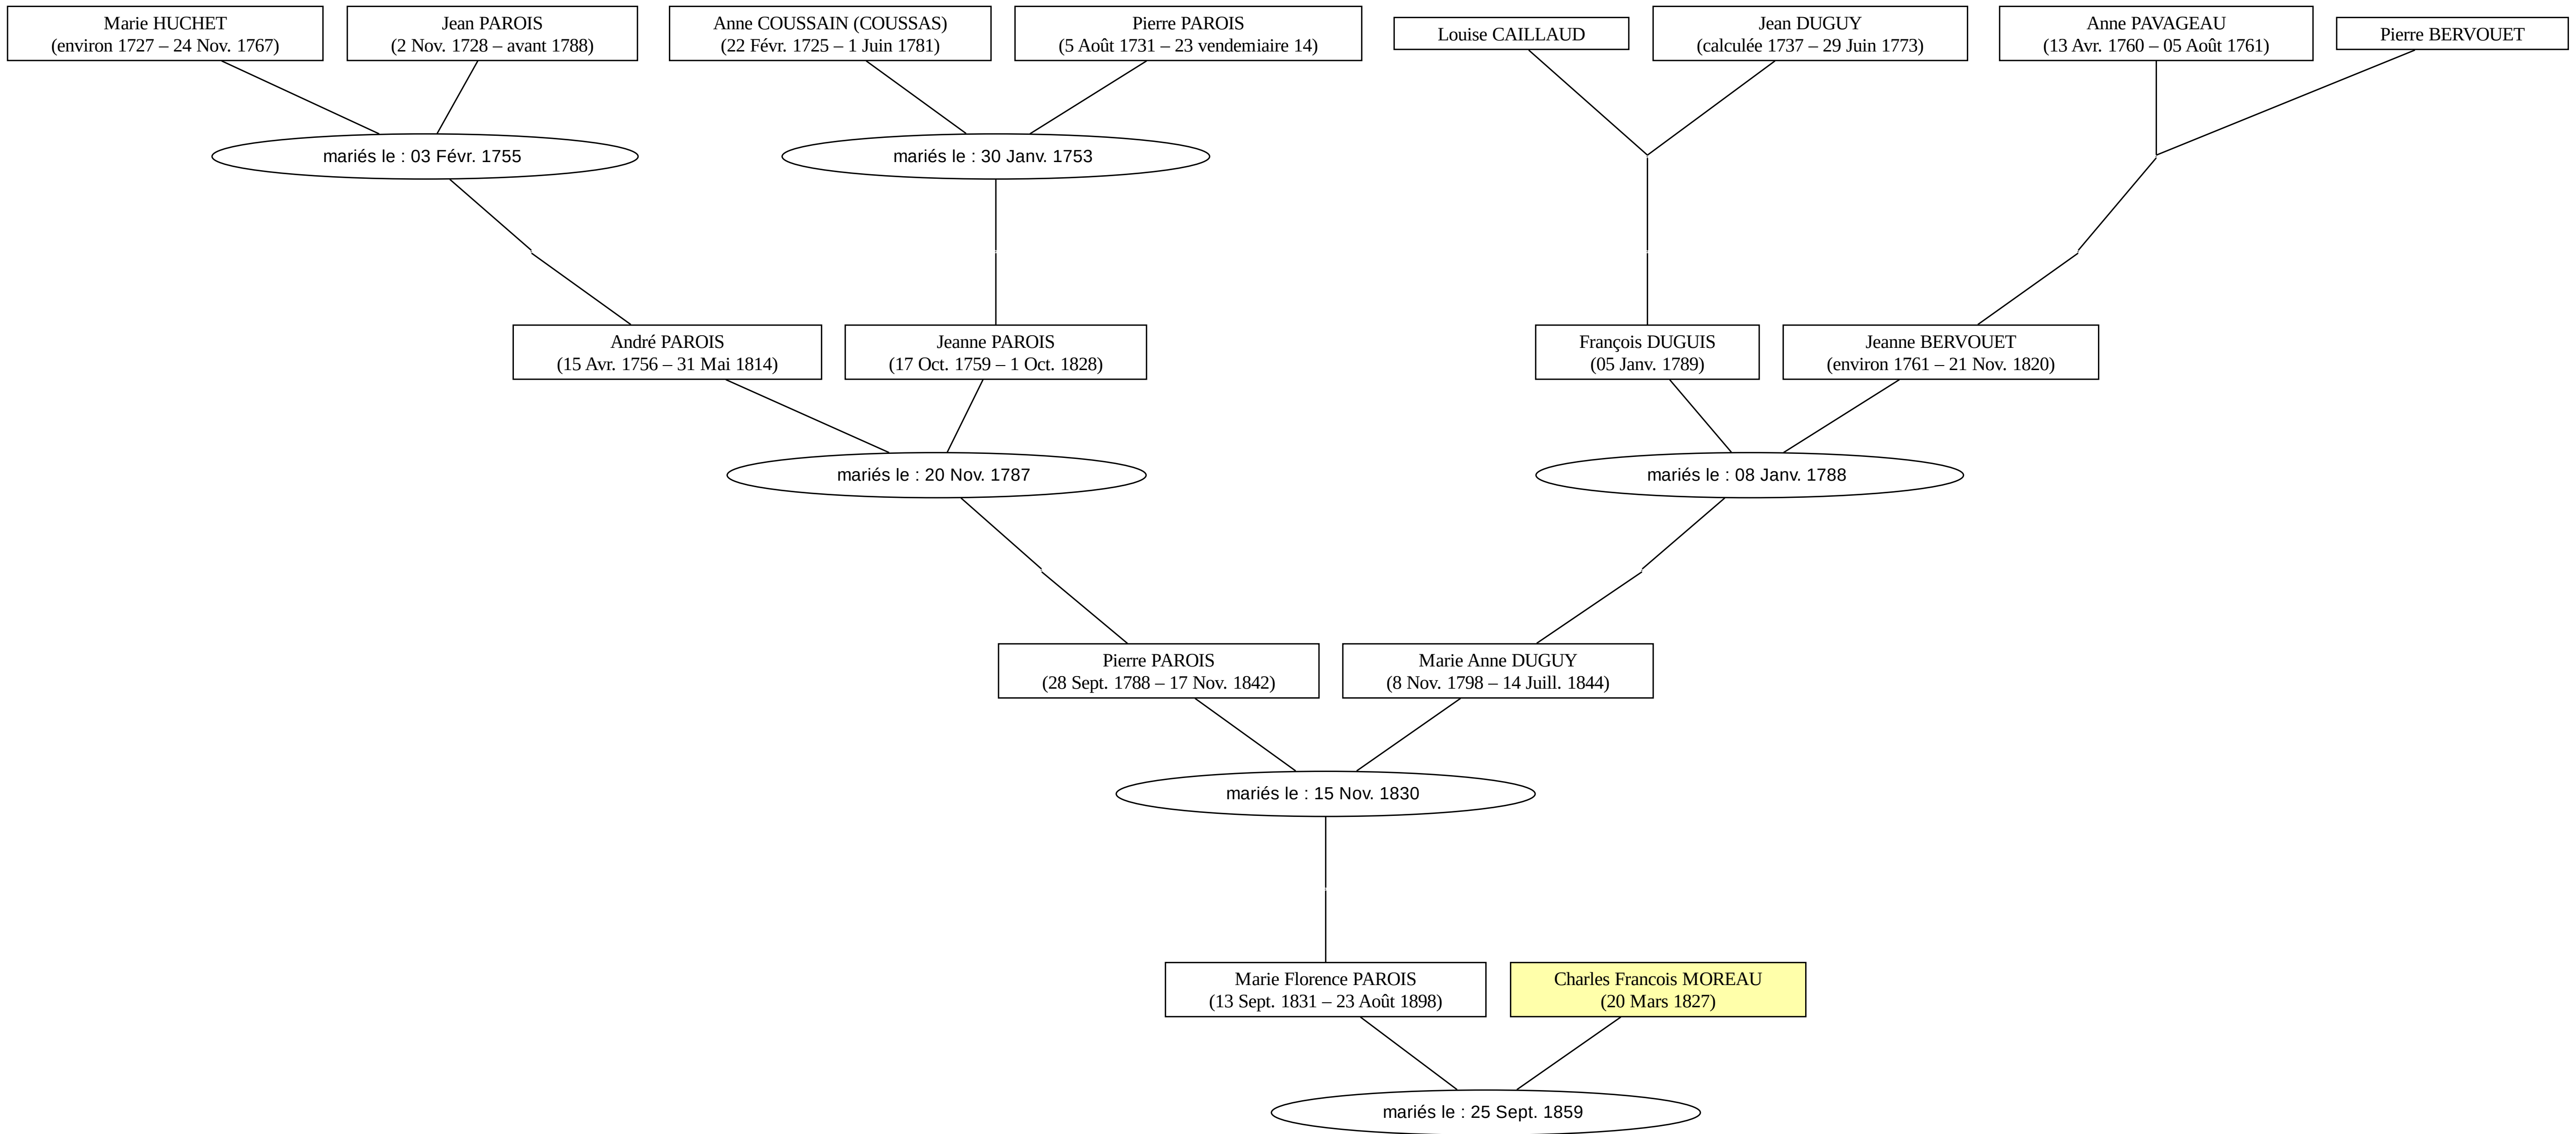 Marie HUCHET
(environ 1727 – 24 Nov. 1767)
Jean PAROIS
(2 Nov. 1728 – avant 1788)
Anne COUSSAIN (COUSSAS)
(22 Févr. 1725 – 1 Juin 1781)
Pierre PAROIS
(5 Août 1731 – 23 vendemiaire 14)
Louise CAILLAUD
Jean DUGUY
(calculée 1737 – 29 Juin 1773)
Anne PAVAGEAU
(13 Avr. 1760 – 05 Août 1761)
Pierre BERVOUET
mariés le : 03 Févr. 1755
mariés le : 30 Janv. 1753
André PAROIS
(15 Avr. 1756 – 31 Mai 1814)
Jeanne PAROIS
(17 Oct. 1759 – 1 Oct. 1828)
François DUGUIS
(05 Janv. 1789)
Jeanne BERVOUET
(environ 1761 – 21 Nov. 1820)
mariés le : 20 Nov. 1787
mariés le : 08 Janv. 1788
Pierre PAROIS
(28 Sept. 1788 – 17 Nov. 1842)
Marie Anne DUGUY
(8 Nov. 1798 – 14 Juill. 1844)
mariés le : 15 Nov. 1830
Marie Florence PAROIS
(13 Sept. 1831 – 23 Août 1898)
Charles Francois MOREAU
(20 Mars 1827)
mariés le : 25 Sept. 1859